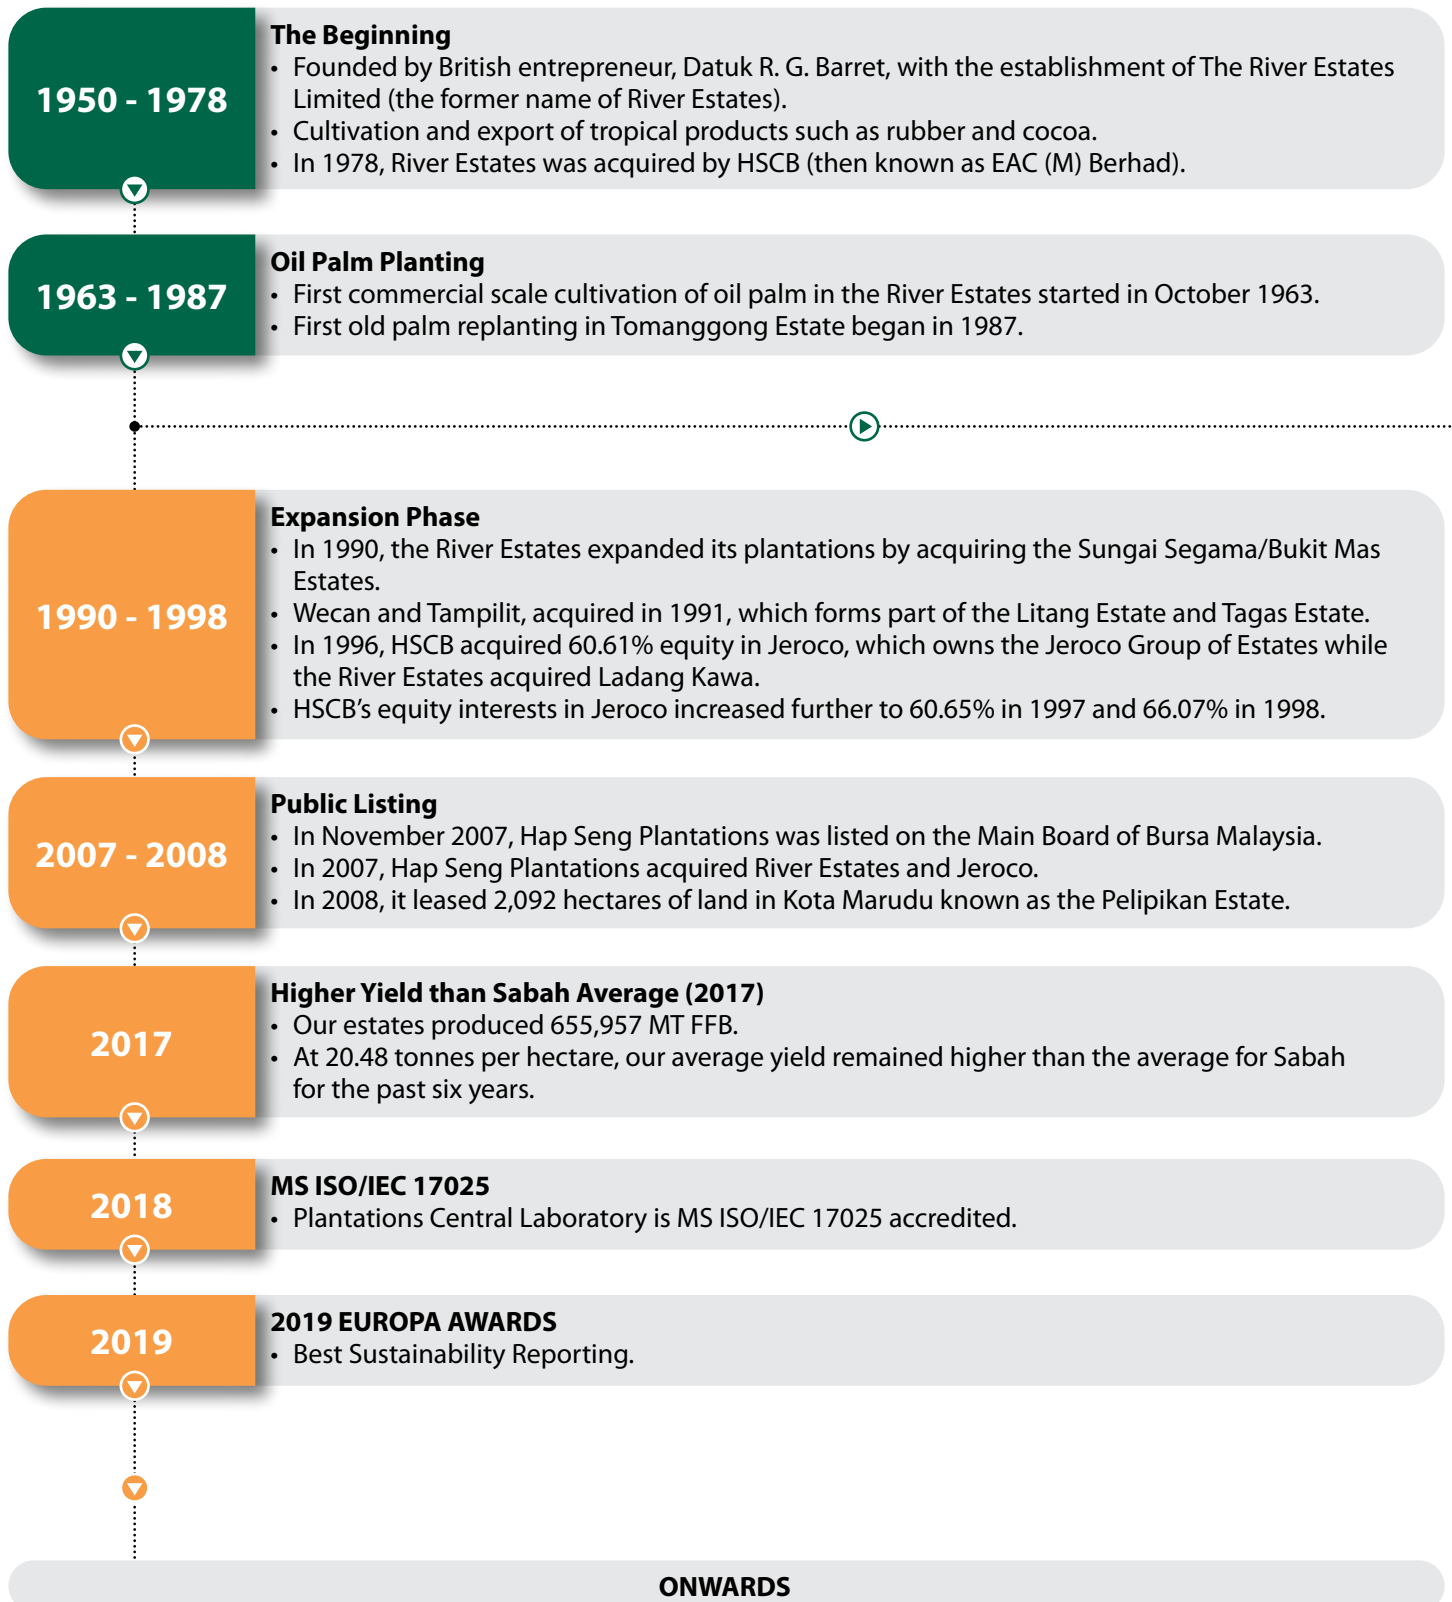 1950 - 1978
The Beginning
• Founded by British entrepreneur, Datuk R. G. Barret, with the establishment of The River Estates
Limited (the former name of River Estates).
• Cultivation and export of tropical products such as rubber and cocoa.
• In 1978, River Estates was acquired by HSCB (then known as EAC (M) Berhad).
1963 - 1987
Oil Palm Planting
• First commercial scale cultivation of oil palm in the River Estates started in October 1963.
• First old palm replanting in Tomanggong Estate began in 1987.
1990 - 1998
Expansion Phase
• In 1990, the River Estates expanded its plantations by acquiring the Sungai Segama/Bukit Mas
Estates.
• Wecan and Tampilit, acquired in 1991, which forms part of the Litang Estate and Tagas Estate.
• In 1996, HSCB acquired 60.61% equity in Jeroco, which owns the Jeroco Group of Estates while
the River Estates acquired Ladang Kawa.
• HSCB’s equity interests in Jeroco increased further to 60.65% in 1997 and 66.07% in 1998.
2007 - 2008
Public Listing
• In November 2007, Hap Seng Plantations was listed on the Main Board of Bursa Malaysia.
• In 2007, Hap Seng Plantations acquired River Estates and Jeroco.
• In 2008, it leased 2,092 hectares of land in Kota Marudu known as the Pelipikan Estate.
2017
Higher Yield than Sabah Average (2017)
• Our estates produced 655,957 MT FFB.
• At 20.48 tonnes per hectare, our average yield remained higher than the average for Sabah
for the past six years.
2018
MS ISO/IEC 17025
• Plantations Central Laboratory is MS ISO/IEC 17025 accredited.
2019
2019 EUROPA AWARDS
• Best Sustainability Reporting.
ONWARDS